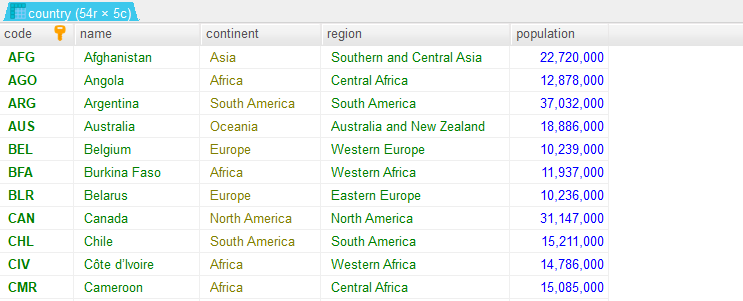 country (54r × 5c)
code name continent region population
AFG Afghanistan Asia Southern and Central Asia 22,720,000
AGO Angola Africa Central Africa 12,878,000
ARG Argentina South America South America 37,032,000
AUS Australia Oceania Australia and New Zealand 18,886,000
BEL Belgium Europe Western Europe 10,239,000
BFA Burkina Faso Africa Western Africa 11,937,000
BLR Belarus Europe Eastern Europe 10,236,000
CAN Canada North America North America 31,147,000
CHL Chile South America South America 15,211,000
CIV Côte d'Ivoire Africa Western Africa 14,786,000
CMR Cameroon Africa Central Africa 15,085,000